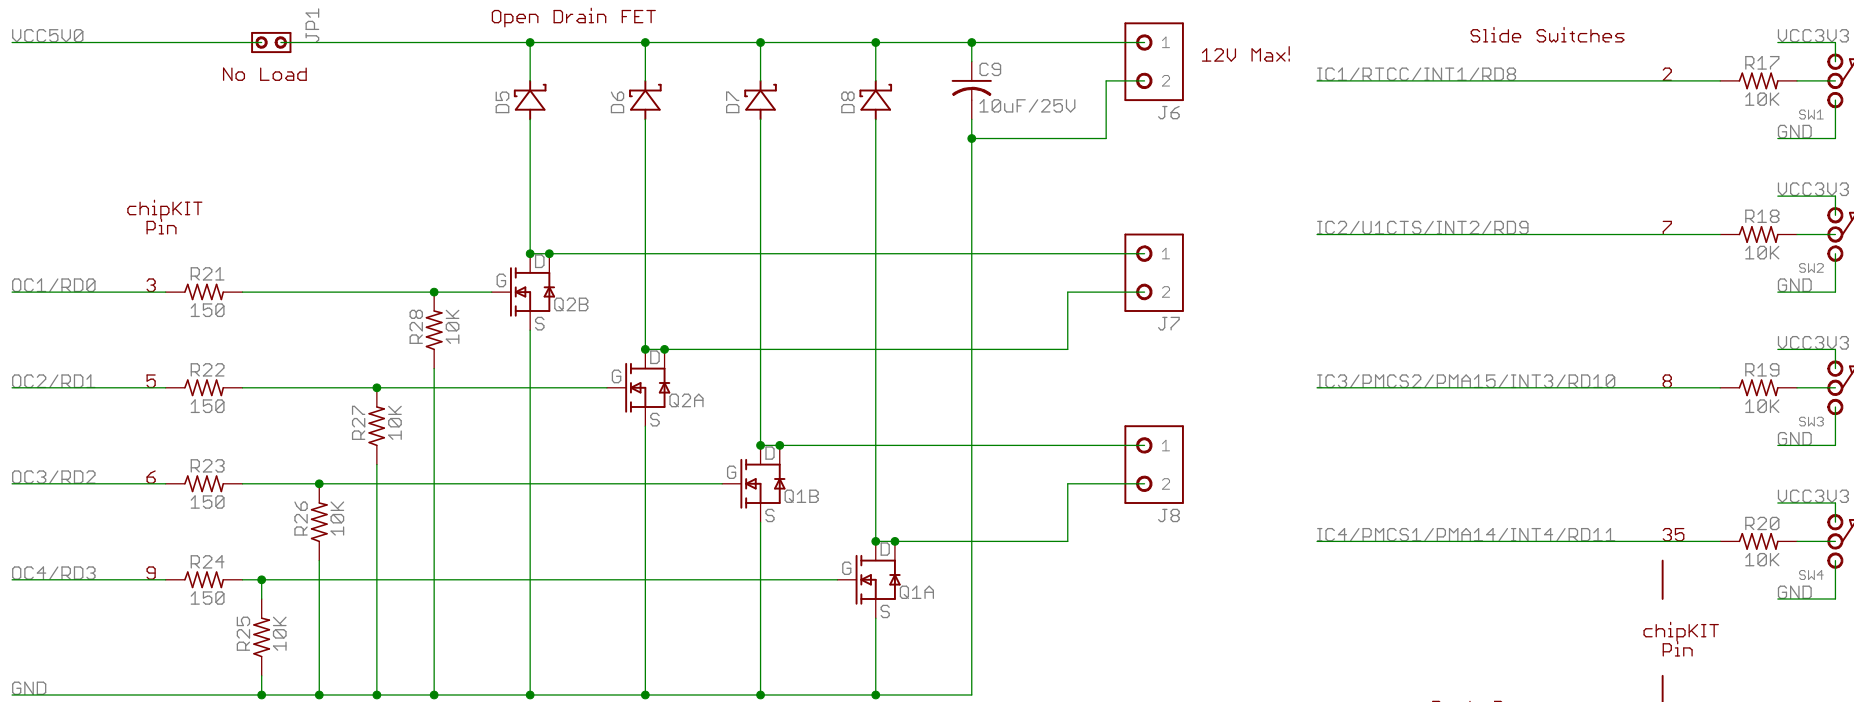 Open Drain FET
VCC5V0
JP1
No Load
C9
10uF/25V
D5
D6
D7
D8
1
2
J6
12V Max!
chipKIT
Pin
OC1/RD0
3
R21
150
R28
10K
G
D
S
Q2B
1
2
J7
OC2/RD1
5
R22
150
R27
10K
G
D
S
Q2A
OC3/RD2
6
R23
150
R26
10K
G
D
S
Q1B
1
2
J8
OC4/RD3
9
R24
150
R25
10K
G
D
S
Q1A
GND
Slide Switches
VCC3V3
IC1/RTCC/INT1/RD8
2
R17
10K
SW1
GND
VCC3V3
IC2/U1CTS/INT2/RD9
7
R18
10K
SW2
GND
VCC3V3
IC3/PMCS2/PMA15/INT3/RD10
8
R19
10K
SW3
GND
VCC3V3
IC4/PMCS1/PMA14/INT4/RD11
35
R20
10K
SW4
GND
chipKIT
Pin